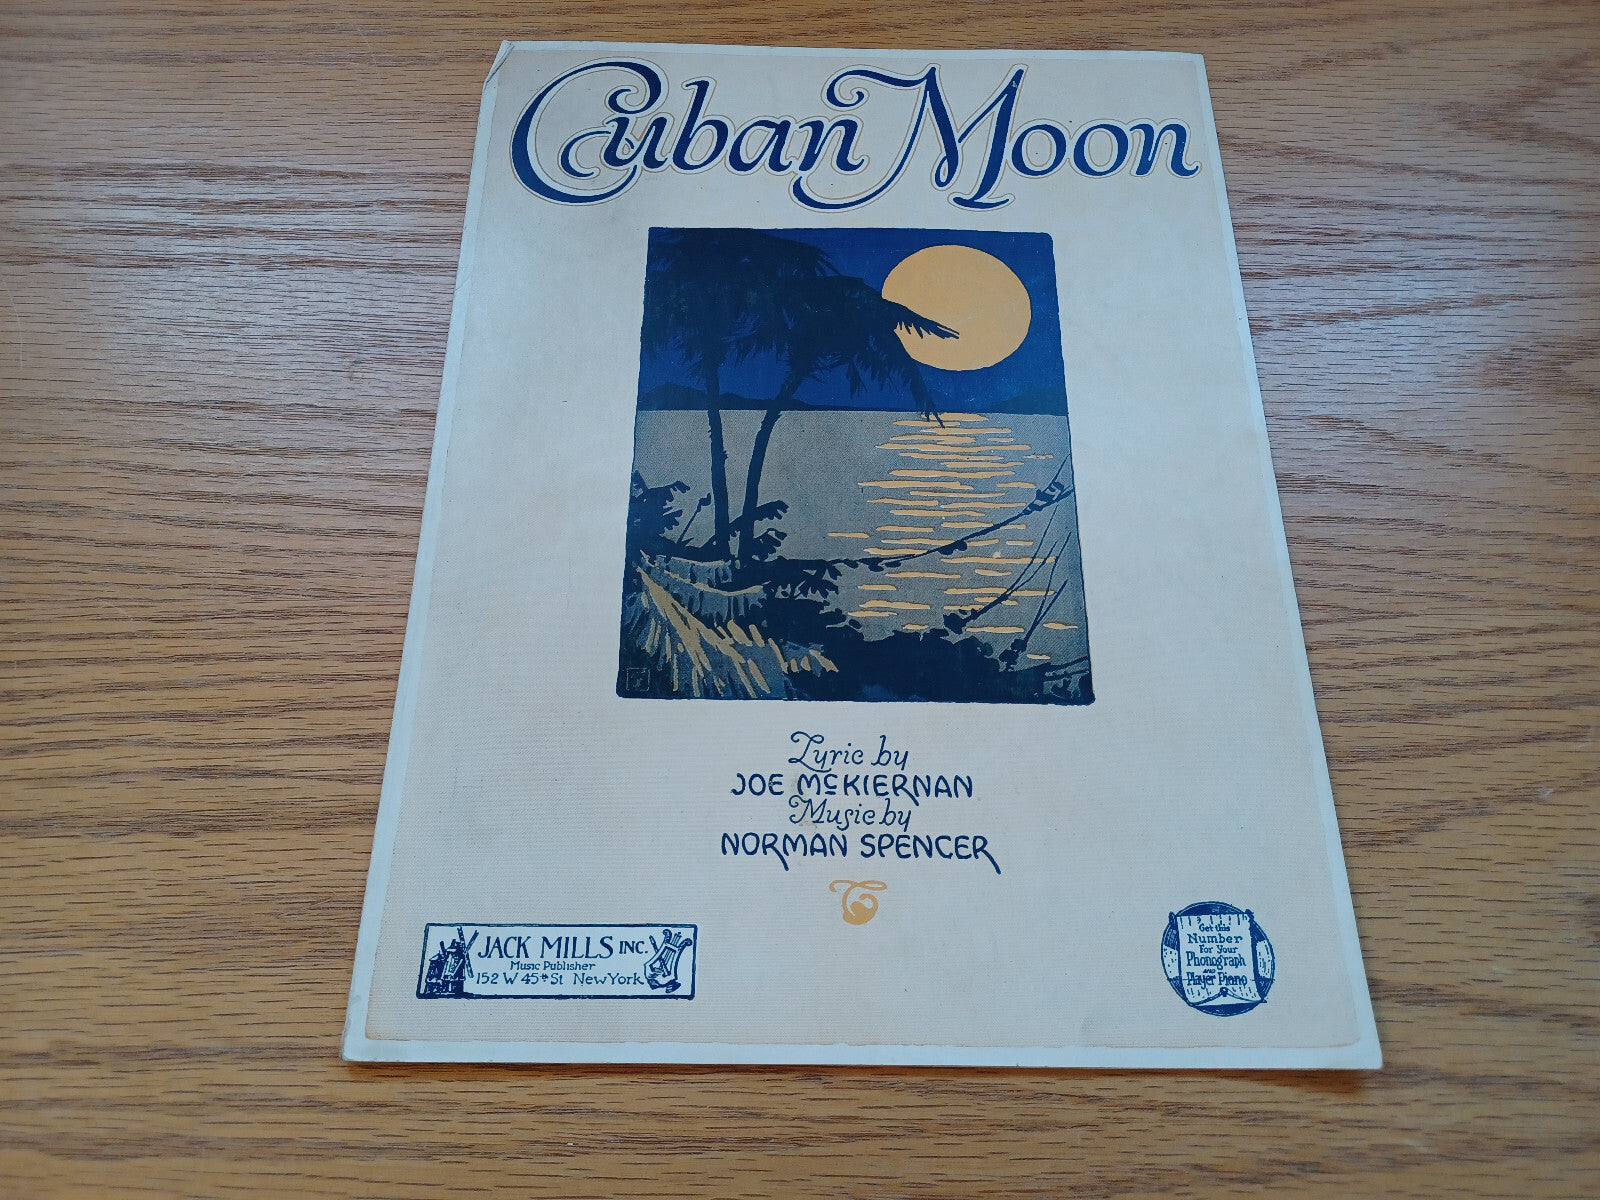 Cuban Moon
Lyric by
JOE McKIERNAN
Music by
NORMAN SPENCER
JACK MILLS INC.
Music Publisher
152 W 45th St New York
Get this
Number
For Your
Phonograph
AND
Player Piano